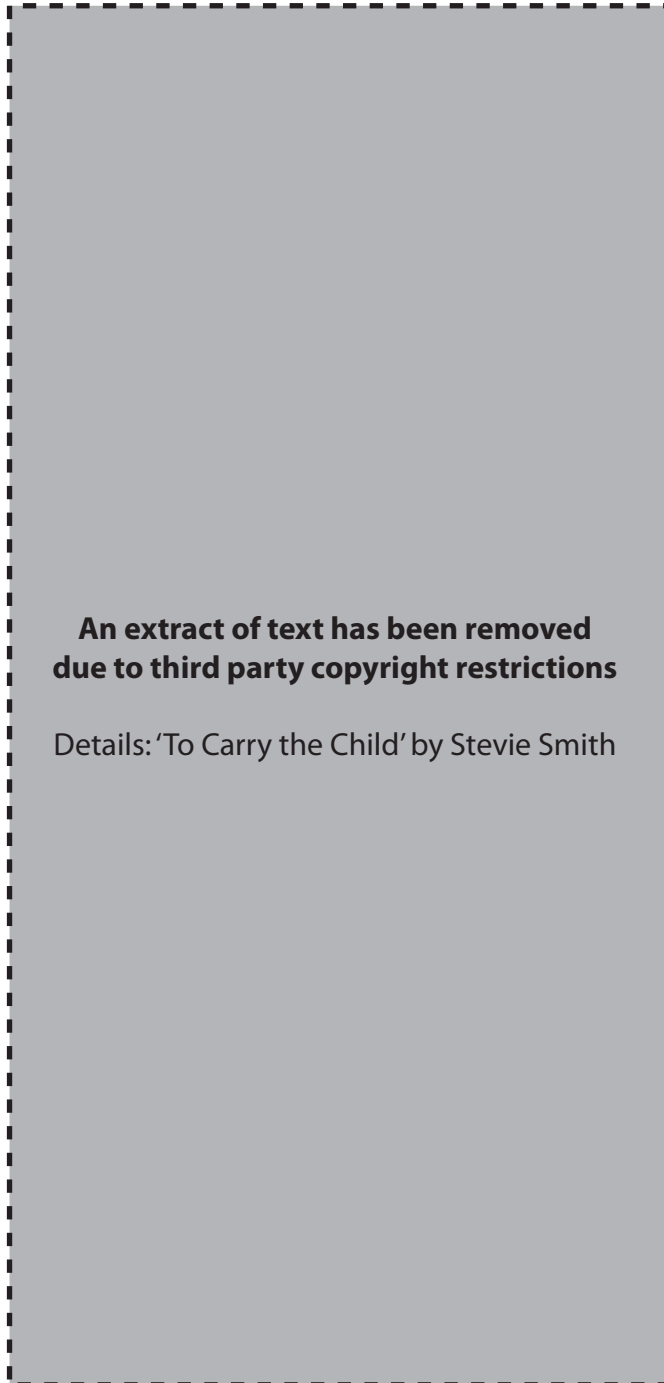 An extract of text has been removed
due to third party copyright restrictions
Details: ‘To Carry the Child’ by Stevie Smith